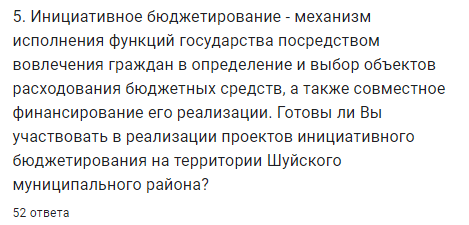 5. Инициативное бюджетирование - механизм
исполнения функций государства посредством
вовлечения граждан в определение и выбор объектов
расходования бюджетных средств, а также совместное
финансирование его реализации. Готовы ли Вы
участвовать в реализации проектов инициативного
бюджетирования на территории Шуйского
муниципального района?
52 ответа